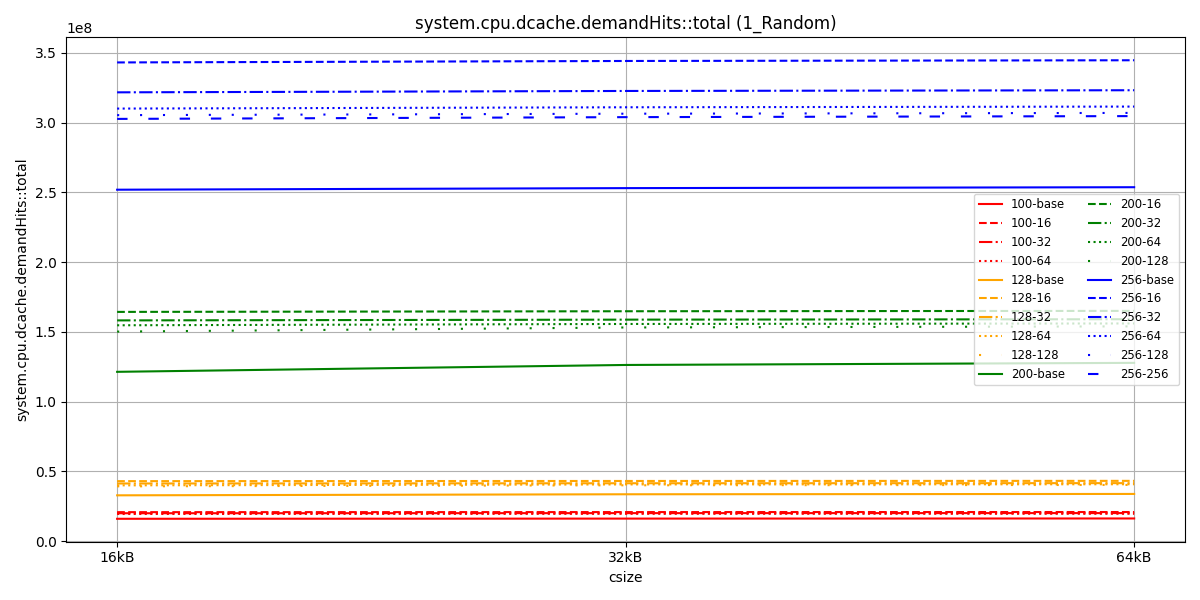 system.cpu.dcache.demandHits::total (1_Random)
1e8
3.5
3.0
2.5
2.0
1.5
1.0
0.5
0.0
system.cpu.dcache.demandHits::total
100-base
100-16
100-32
100-64
128-base
128-16
128-32
128-64
128-128
200-base
200-16
200-32
200-64
200-128
256-base
256-16
256-32
256-64
256-128
256-256
16kB
32kB
64kB
csize